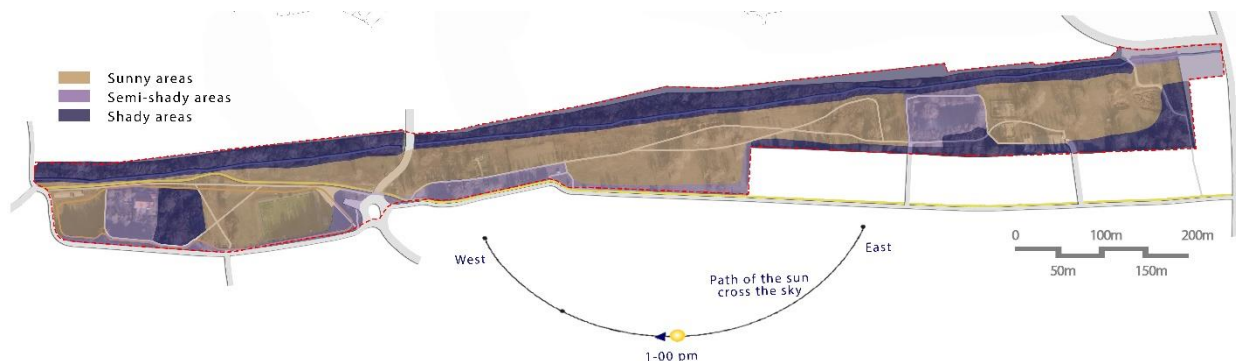 Sunny areas
Semi-shady areas
Shady areas
West
East
Path of the sun
cross the sky
1-00 pm
0 100m 200m
50m 150m